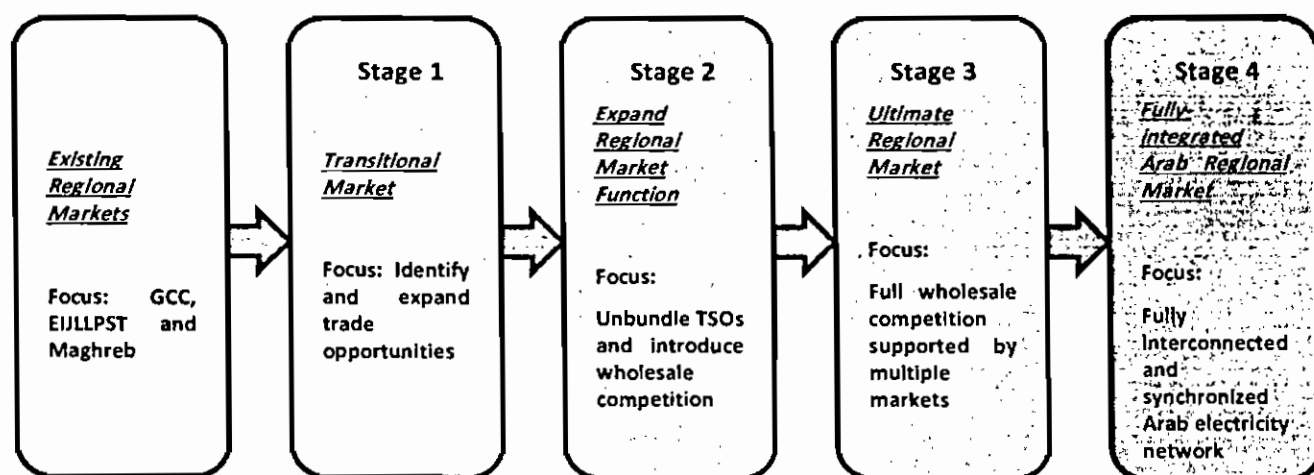 Existing
Regional
Markets
Focus: GCC,
EIJLLPST and
Maghreb
Stage 1
Transitional
Market
Focus: Identify
and expand
trade
opportunities
Stage 2
Expand
Regional
Market
Function
Focus:
Unbundle TSOs
and introduce
wholesale
competition
Stage 3
Ultimate
Regional
Market
Focus:
Full wholesale
competition
supported by
multiple
markets
Stage 4
Fully-
integrated
Arab Regional
Market
Focus:
Fully
interconnected
and
synchronized
Arab electricity
network